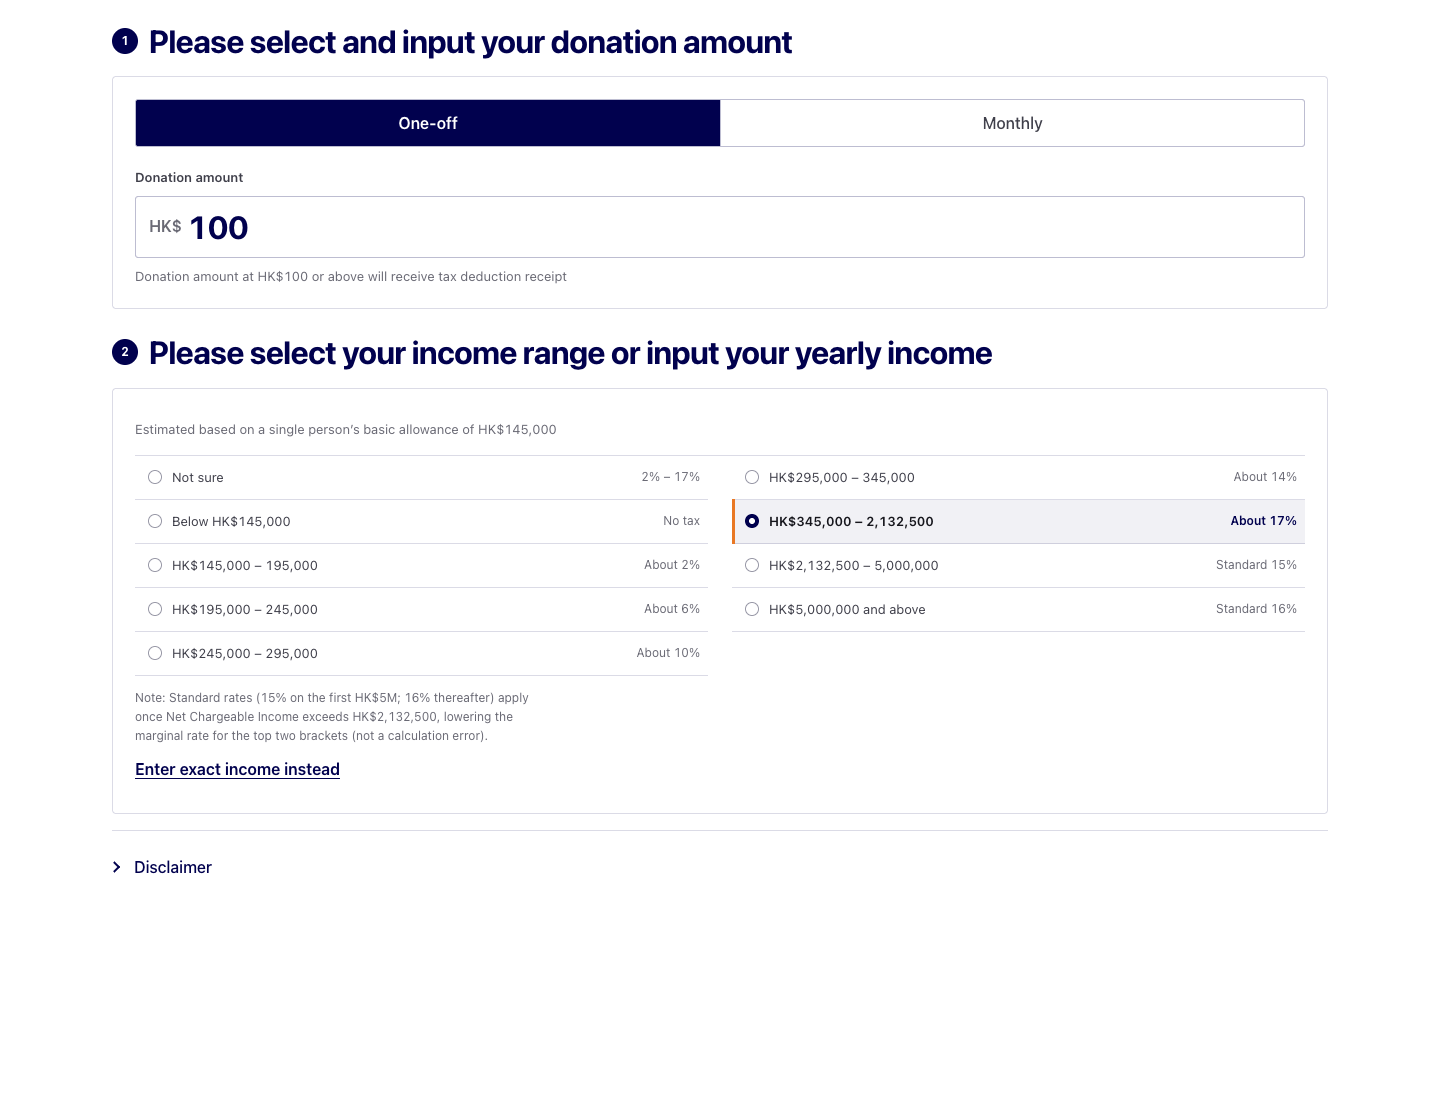 1 Please select and input your donation amount
One-off
Monthly
Donation amount
HK$ 100
Donation amount at HK$100 or above will receive tax deduction receipt
2 Please select your income range or input your yearly income
Estimated based on a single person’s basic allowance of HK$145,000
Not sure 2% – 17%
Below HK$145,000 No tax
HK$145,000 – 195,000 About 2%
HK$195,000 – 245,000 About 6%
HK$245,000 – 295,000 About 10%
HK$295,000 – 345,000 About 14%
HK$345,000 – 2,132,500 About 17%
HK$2,132,500 – 5,000,000 Standard 15%
HK$5,000,000 and above Standard 16%
Note: Standard rates (15% on the first HK$5M; 16% thereafter) apply
once Net Chargeable Income exceeds HK$2,132,500, lowering the
marginal rate for the top two brackets (not a calculation error).
Enter exact income instead
Disclaimer